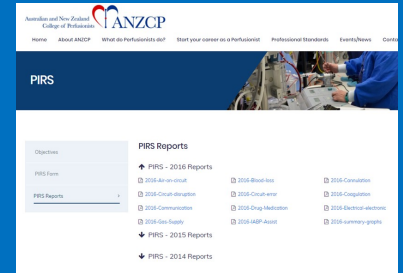 Australian and New Zealand
College of Perfusionists
ANZCP
Home About ANZCP What do Perfusionists do? Start your career as a Perfusionist Professional Standards Events/News Conta
PIRS
Objectives
PIRS Form
PIRS Reports
PIRS Reports
PIRS - 2016 Reports
2016-Air-on-circuit 2016-Blood-loss 2016-Cannulation
2016-Circuit-disruption 2016-Circuit-error 2016-Coagulation
2016-Communication 2016-Drug-Medication 2016-Electrical-electronic
2016-Gas-Supply 2016-IABP-Assist 2016-summary-graphs
PIRS - 2015 Reports
PIRS - 2014 Reports